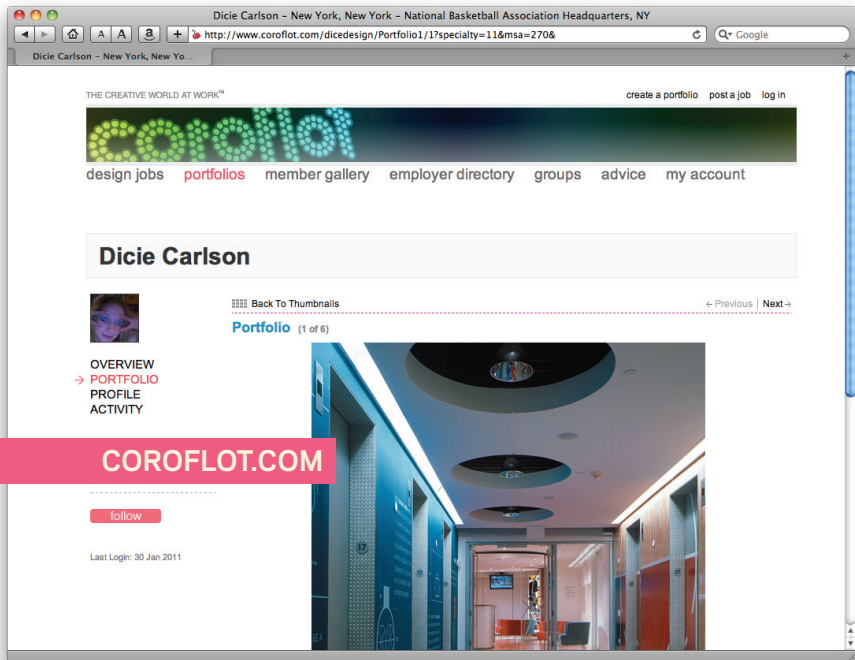 Dicie Carlson – New York, New York – National Basketball Association Headquarters, NY
A A a + http://www.coroflot.com/dicedesign/Portfolio1/1?specialty=11&msa=270& Q Google
Dicie Carlson – New York, New Yo... +
THE CREATIVE WORLD AT WORK™ create a portfolio post a job log in
coroflot
design jobs portfolios member gallery employer directory groups advice my account
Dicie Carlson
Back To Thumbnails ← Previous | Next →
Portfolio (1 of 6)
OVERVIEW
→ PORTFOLIO
PROFILE
ACTIVITY
COROFLOT.COM
follow
Last Login: 30 Jan 2011
17